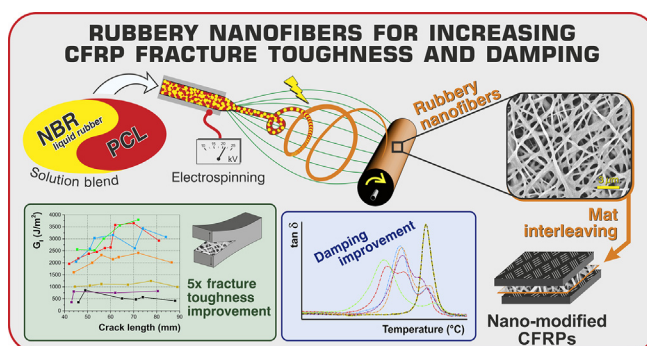 RUBBERY NANOFIBERS FOR INCREASING
CFRP FRACTURE TOUGHNESS AND DAMPING
NBR
liquid rubber
PCL
Solution blend
kV
Electrospinning
Rubbery
nanofibers
Mat
interleaving
Nano-modified
CFRPs
G (J/m²)
4000
3500
3000
2500
2000
1500
1000
500
0
40 50 60 70 80 90
Crack length (mm)
5x fracture
toughness
improvement
tan δ
Damping improvement
Temperature (°C)